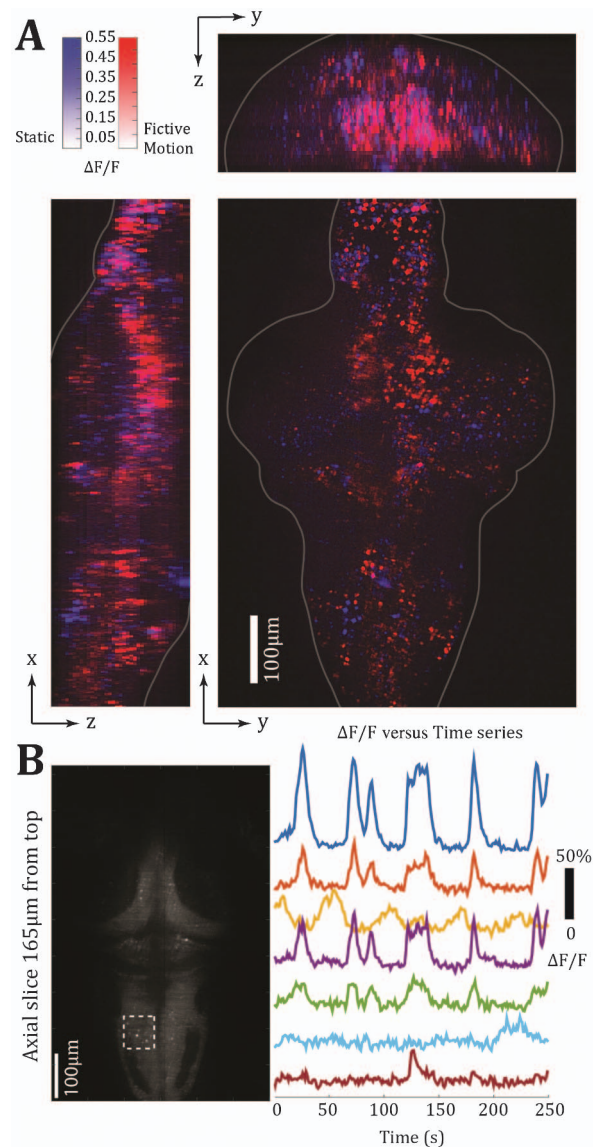 A
y
z
0.55
0.45
0.35
0.25
0.15
0.05
Static
Fictive
Motion
ΔF/F
100µm
x
z
x
y
B
ΔF/F versus Time series
Axial slice 165µm from top
100µm
50%
0
ΔF/F
0 50 100 150 200 250
Time (s)